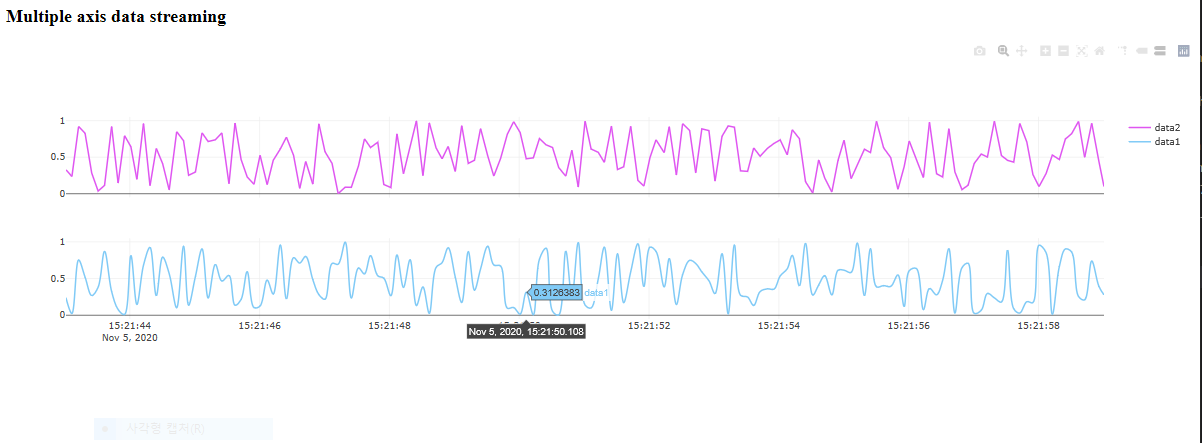 Multiple axis data streaming
1
0.5
0
data2
data1
1
0.5
0
0.3126383 data1
15:21:44
Nov 5, 2020
15:21:46
15:21:48
15:21:52
15:21:54
15:21:56
15:21:58
Nov 5, 2020, 15:21:50.108
사각형 캡처(R)